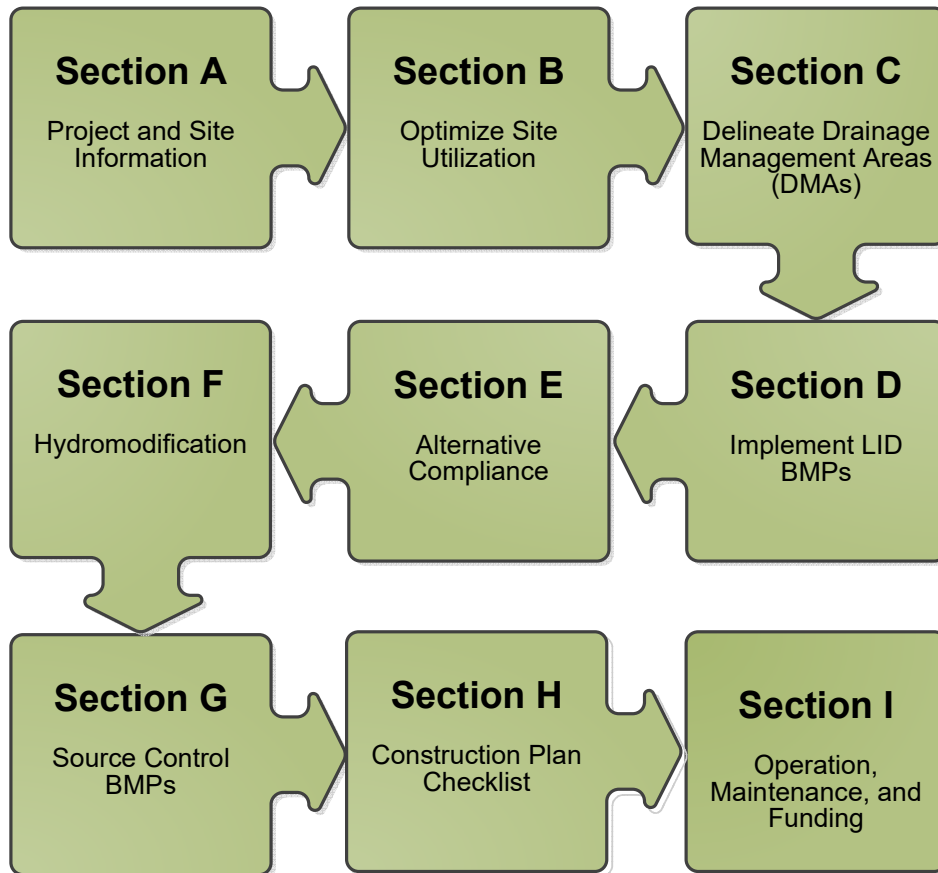 Section A
Project and Site
Information
Section B
Optimize Site
Utilization
Section C
Delineate Drainage
Management Areas
(DMAs)
Section D
Implement LID
BMPs
Section E
Alternative
Compliance
Section F
Hydromodification
Section G
Source Control
BMPs
Section H
Construction Plan
Checklist
Section I
Operation,
Maintenance, and
Funding